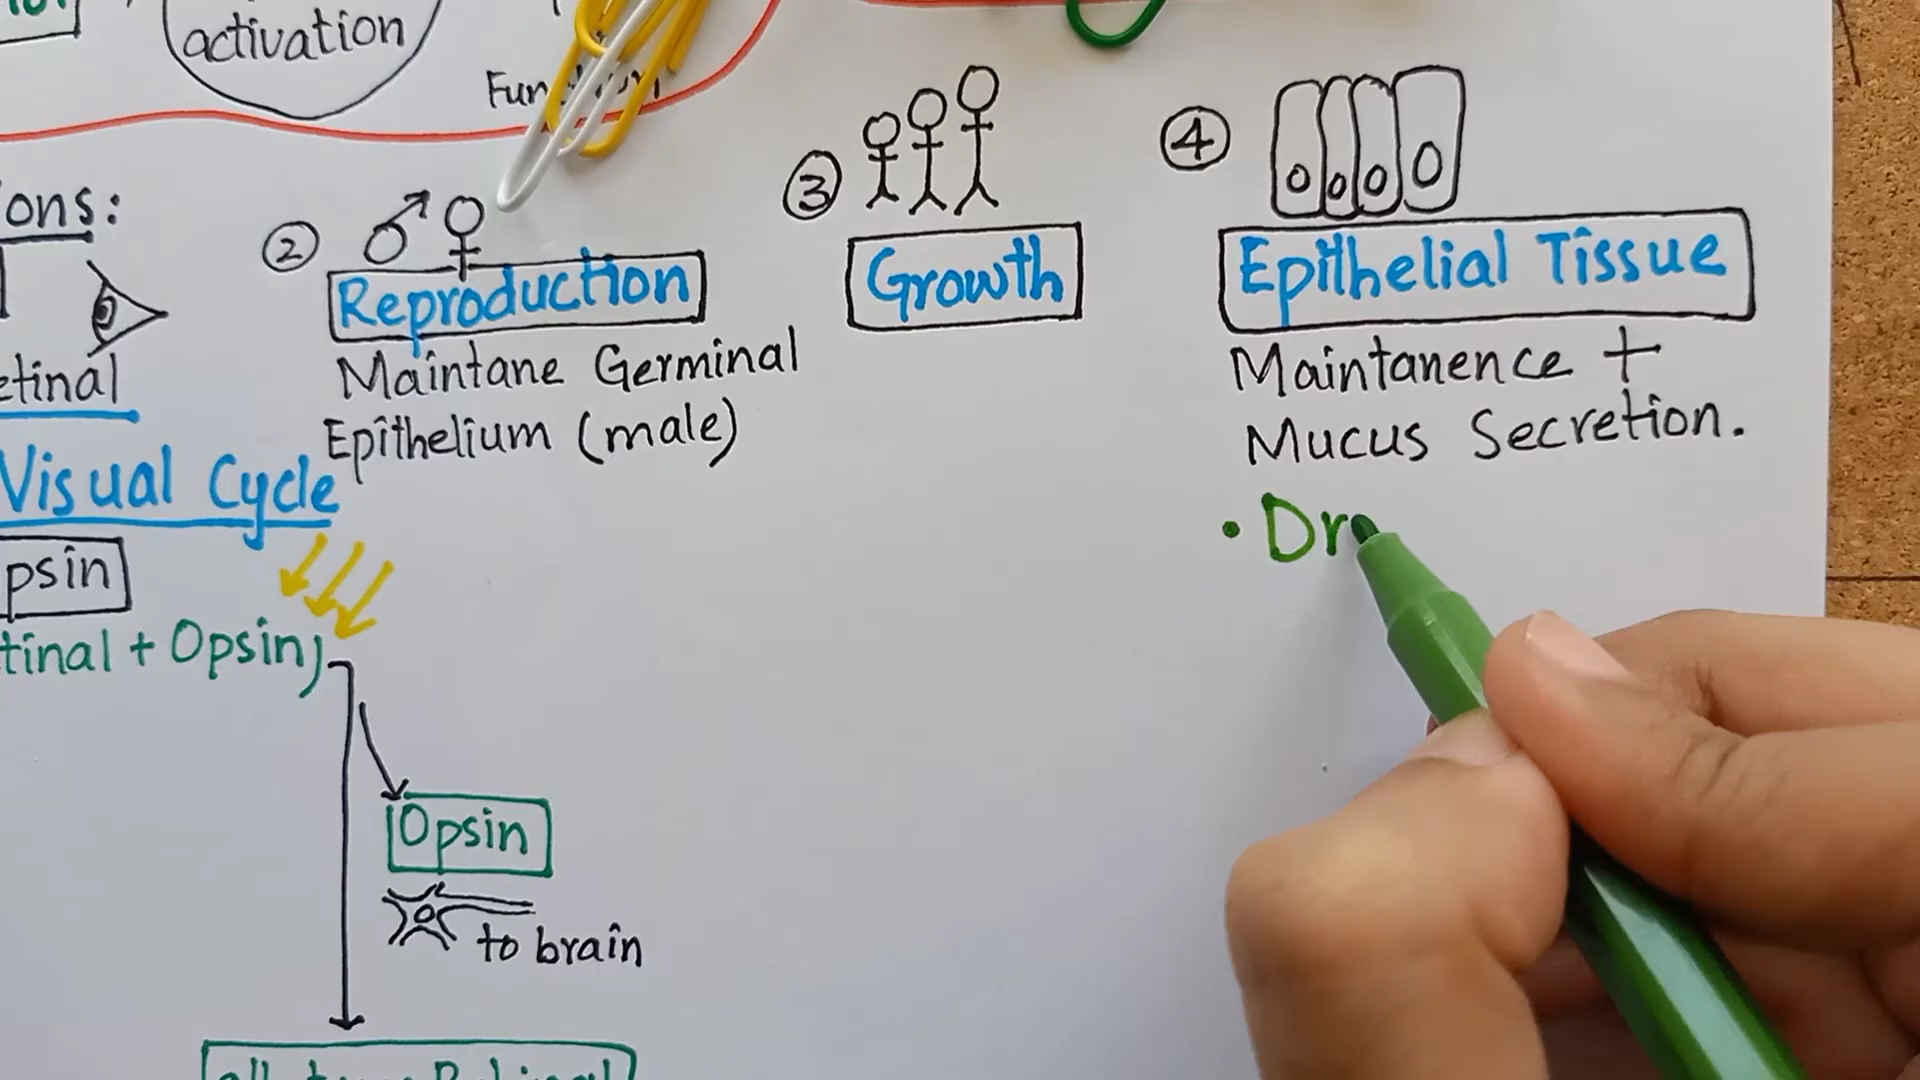 activation
ons:
②
Reproduction
Maintane Germinal
Epithelium (male)
③
Growth
④
Epithelial Tissue
Maintanence +
Mucus Secretion.
• Dr
etinal
Visual Cycle
psin
tinal + Opsin)
Opsin
to brain